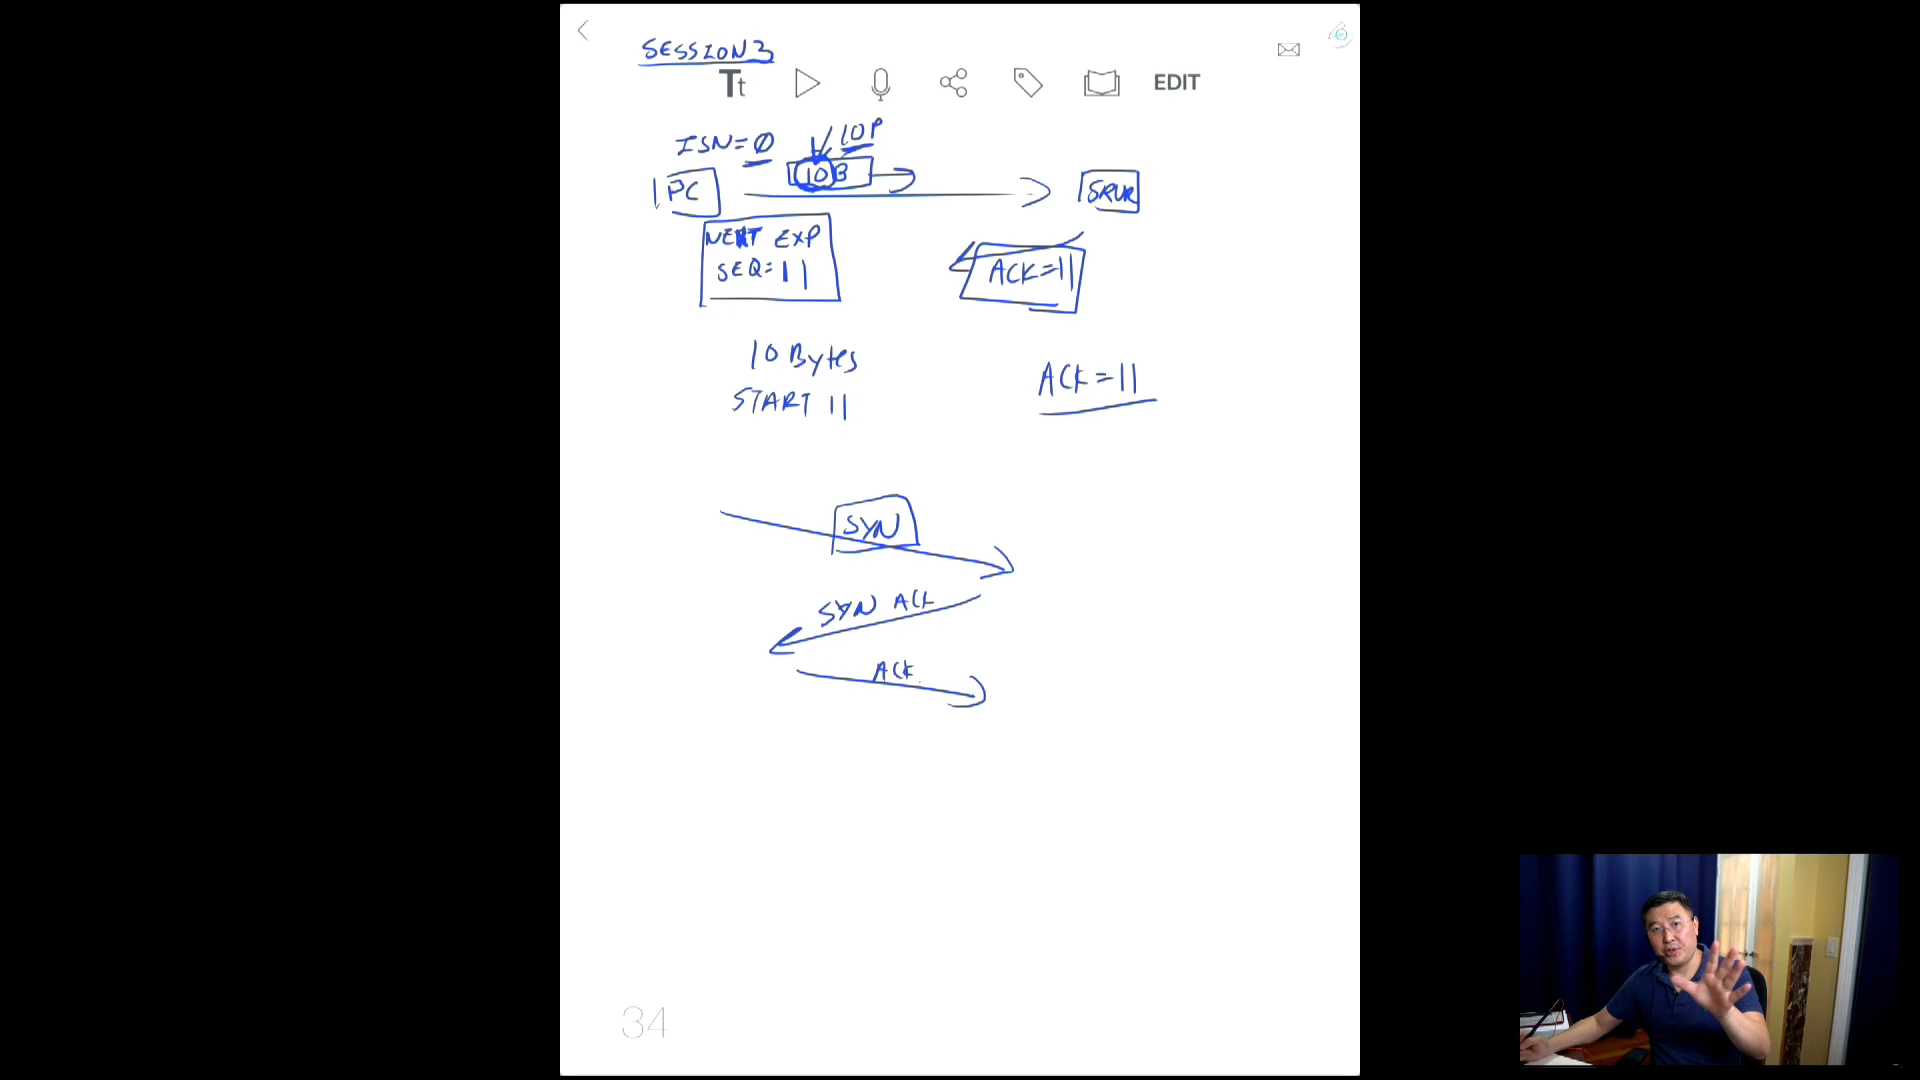 SESSION 3
Tt EDIT
ISN=0 10P
PC 10B SRVR
NEXT EXP
SEQ=11
ACK=11
10 Bytes
START 11
ACK=11
SYN
SYN ACK
ACK
34